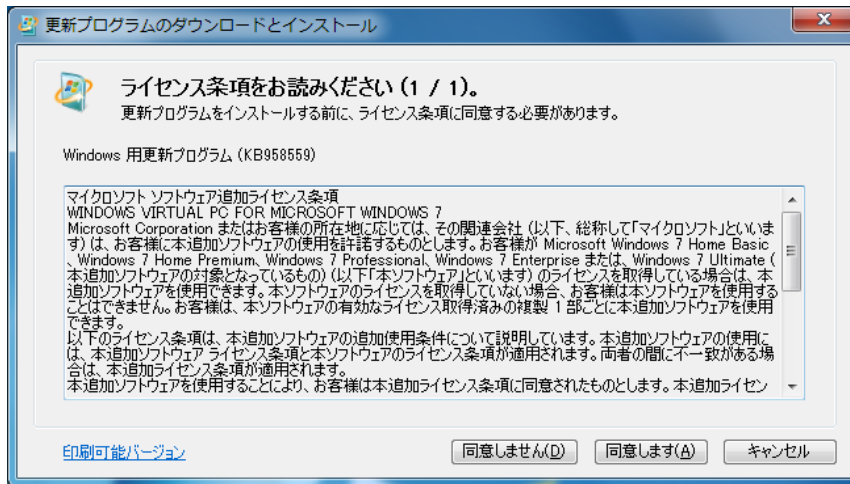 更新プログラムのダウンロードとインストール
ライセンス条項をお読みください (1 / 1)。
更新プログラムをインストールする前に、ライセンス条項に同意する必要があります。
Windows 用更新プログラム (KB958559)
マイクロソフト ソフトウェア追加ライセンス条項
WINDOWS VIRTUAL PC FOR MICROSOFT WINDOWS 7
Microsoft Corporation またはお客様の所在地に応じては、その関連会社 (以下、総称して「マイクロソフト」といいま
す) は、お客様に本追加ソフトウェアの使用を許諾するものとします。お客様が Microsoft Windows 7 Home Basic
、Windows 7 Home Premium、Windows 7 Professional、Windows 7 Enterprise または、Windows 7 Ultimate (
本追加ソフトウェアの対象となっているもの) (以下「本ソフトウェア」といいます) のライセンスを取得している場合は、本
追加ソフトウェアを使用できます。本ソフトウェアのライセンスを取得していない場合、お客様は本ソフトウェアを使用する
ことはできません。お客様は、本ソフトウェアの有効なライセンス取得済みの複製 1 部ごとに本追加ソフトウェアを使用
できます。
以下のライセンス条項は、本追加ソフトウェアの追加使用条件について説明しています。本追加ソフトウェアの使用に
は、本追加ソフトウェア ライセンス条項と本ソフトウェアのライセンス条項が適用されます。両者の間に不一致がある場
合は、本追加ライセンス条項が適用されます。
本追加ソフトウェアを使用することにより、お客様は本追加ライセンス条項に同意されたものとします。本追加ライセン
印刷可能バージョン
同意しません(D)
同意します(A)
キャンセル